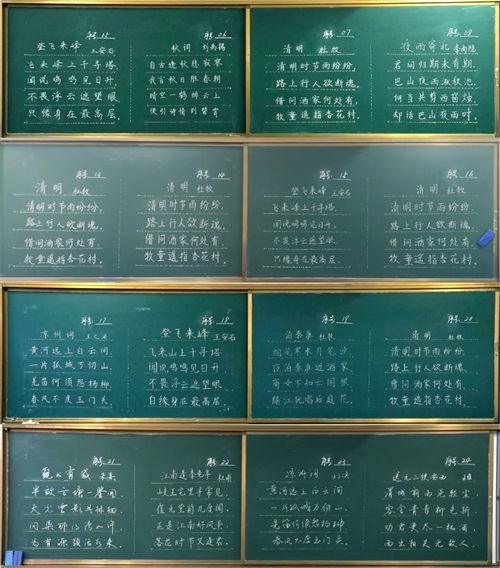 登飞来峰 王安石
飞来峰上千寻塔
闻说鸡鸣见日升
不畏浮云遮望眼
只缘身在最高层
06
秋词 刘禹锡
自古逢秋悲寂寥
我言秋日胜春朝
晴空一鹤排云上
便引诗情到碧霄
07
清明 杜牧
清明时节雨纷纷,
路上行人欲断魂。
借问酒家何处有,
牧童遥指杏花村。
08
夜雨寄北 李商隐
君问归期未有期,
巴山夜雨涨秋池。
何当共剪西窗烛,
却话巴山夜雨时。
13
清明 杜牧
清明时节雨纷纷,
路上行人欲断魂。
借问酒家何处有,
牧童遥指杏花村。
14
清明 杜牧
清明时节雨纷纷,
路上行人欲断魂。
借问酒家何处有,
牧童遥指杏花村。
15
登飞来峰 王安石
飞来峰上千寻塔,
闻说鸡鸣见日升。
不畏浮云遮望眼,
只缘身在最高层。
16
清明 杜牧
清明时节雨纷纷,
路上行人欲断魂。
借问酒家何处有,
牧童遥指杏花村。
17
凉州词 王之涣
黄河远上白云间,
一片孤城万仞山。
羌笛何须怨杨柳,
春风不度玉门关。
18
登飞来峰 王安石
飞来山上千寻塔,
闻说鸡鸣见日升。
不畏浮云遮望眼,
自缘身在最高层。
19
泊秦淮 杜牧
烟笼寒水月笼沙,
夜泊秦淮近酒家.
商女不知亡国恨,
隔江犹唱后庭花.
20
清明 杜牧
清明时节雨纷纷,
路上行人欲断魂。
借问酒家何处有,
牧童遥指杏花村。
21
观书有感 朱熹
半亩方塘一鉴开
天光云影共徘徊
问渠那得清如许
为有源头活水来
22
江南逢李龟年 杜甫
岐王宅里寻常见,
崔九堂前几度闻.
正是江南好风景,
落花时节又逢君.
23
凉州词
黄河远上白云间
一片孤城万仞山
羌笛何须怨杨柳
春风不度玉门关
24
送元二使安西 王维
渭城朝雨浥轻尘
客舍青青柳色新
劝君更尽一杯酒
西出阳关无故人